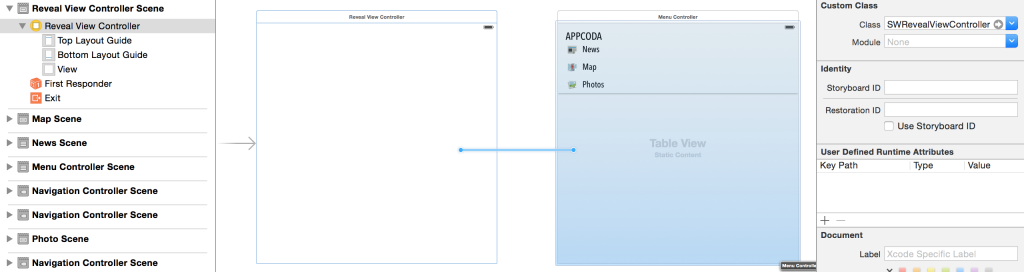 Reveal View Controller Scene
Reveal View Controller
Top Layout Guide
Bottom Layout Guide
View
First Responder
Exit
Map Scene
News Scene
Menu Controller Scene
Navigation Controller Scene
Navigation Controller Scene
Photo Scene
Navigation Controller Scene
Reveal View Controller
Menu Controller
APPCODA
News
Map
Photos
Table View
Static Content
Menu Controller
Custom Class
Class SWRevealViewController
Module None
Identity
Storyboard ID
Restoration ID
Use Storyboard ID
User Defined Runtime Attributes
Key Path Type Value
Document
Label Xcode Specific Label